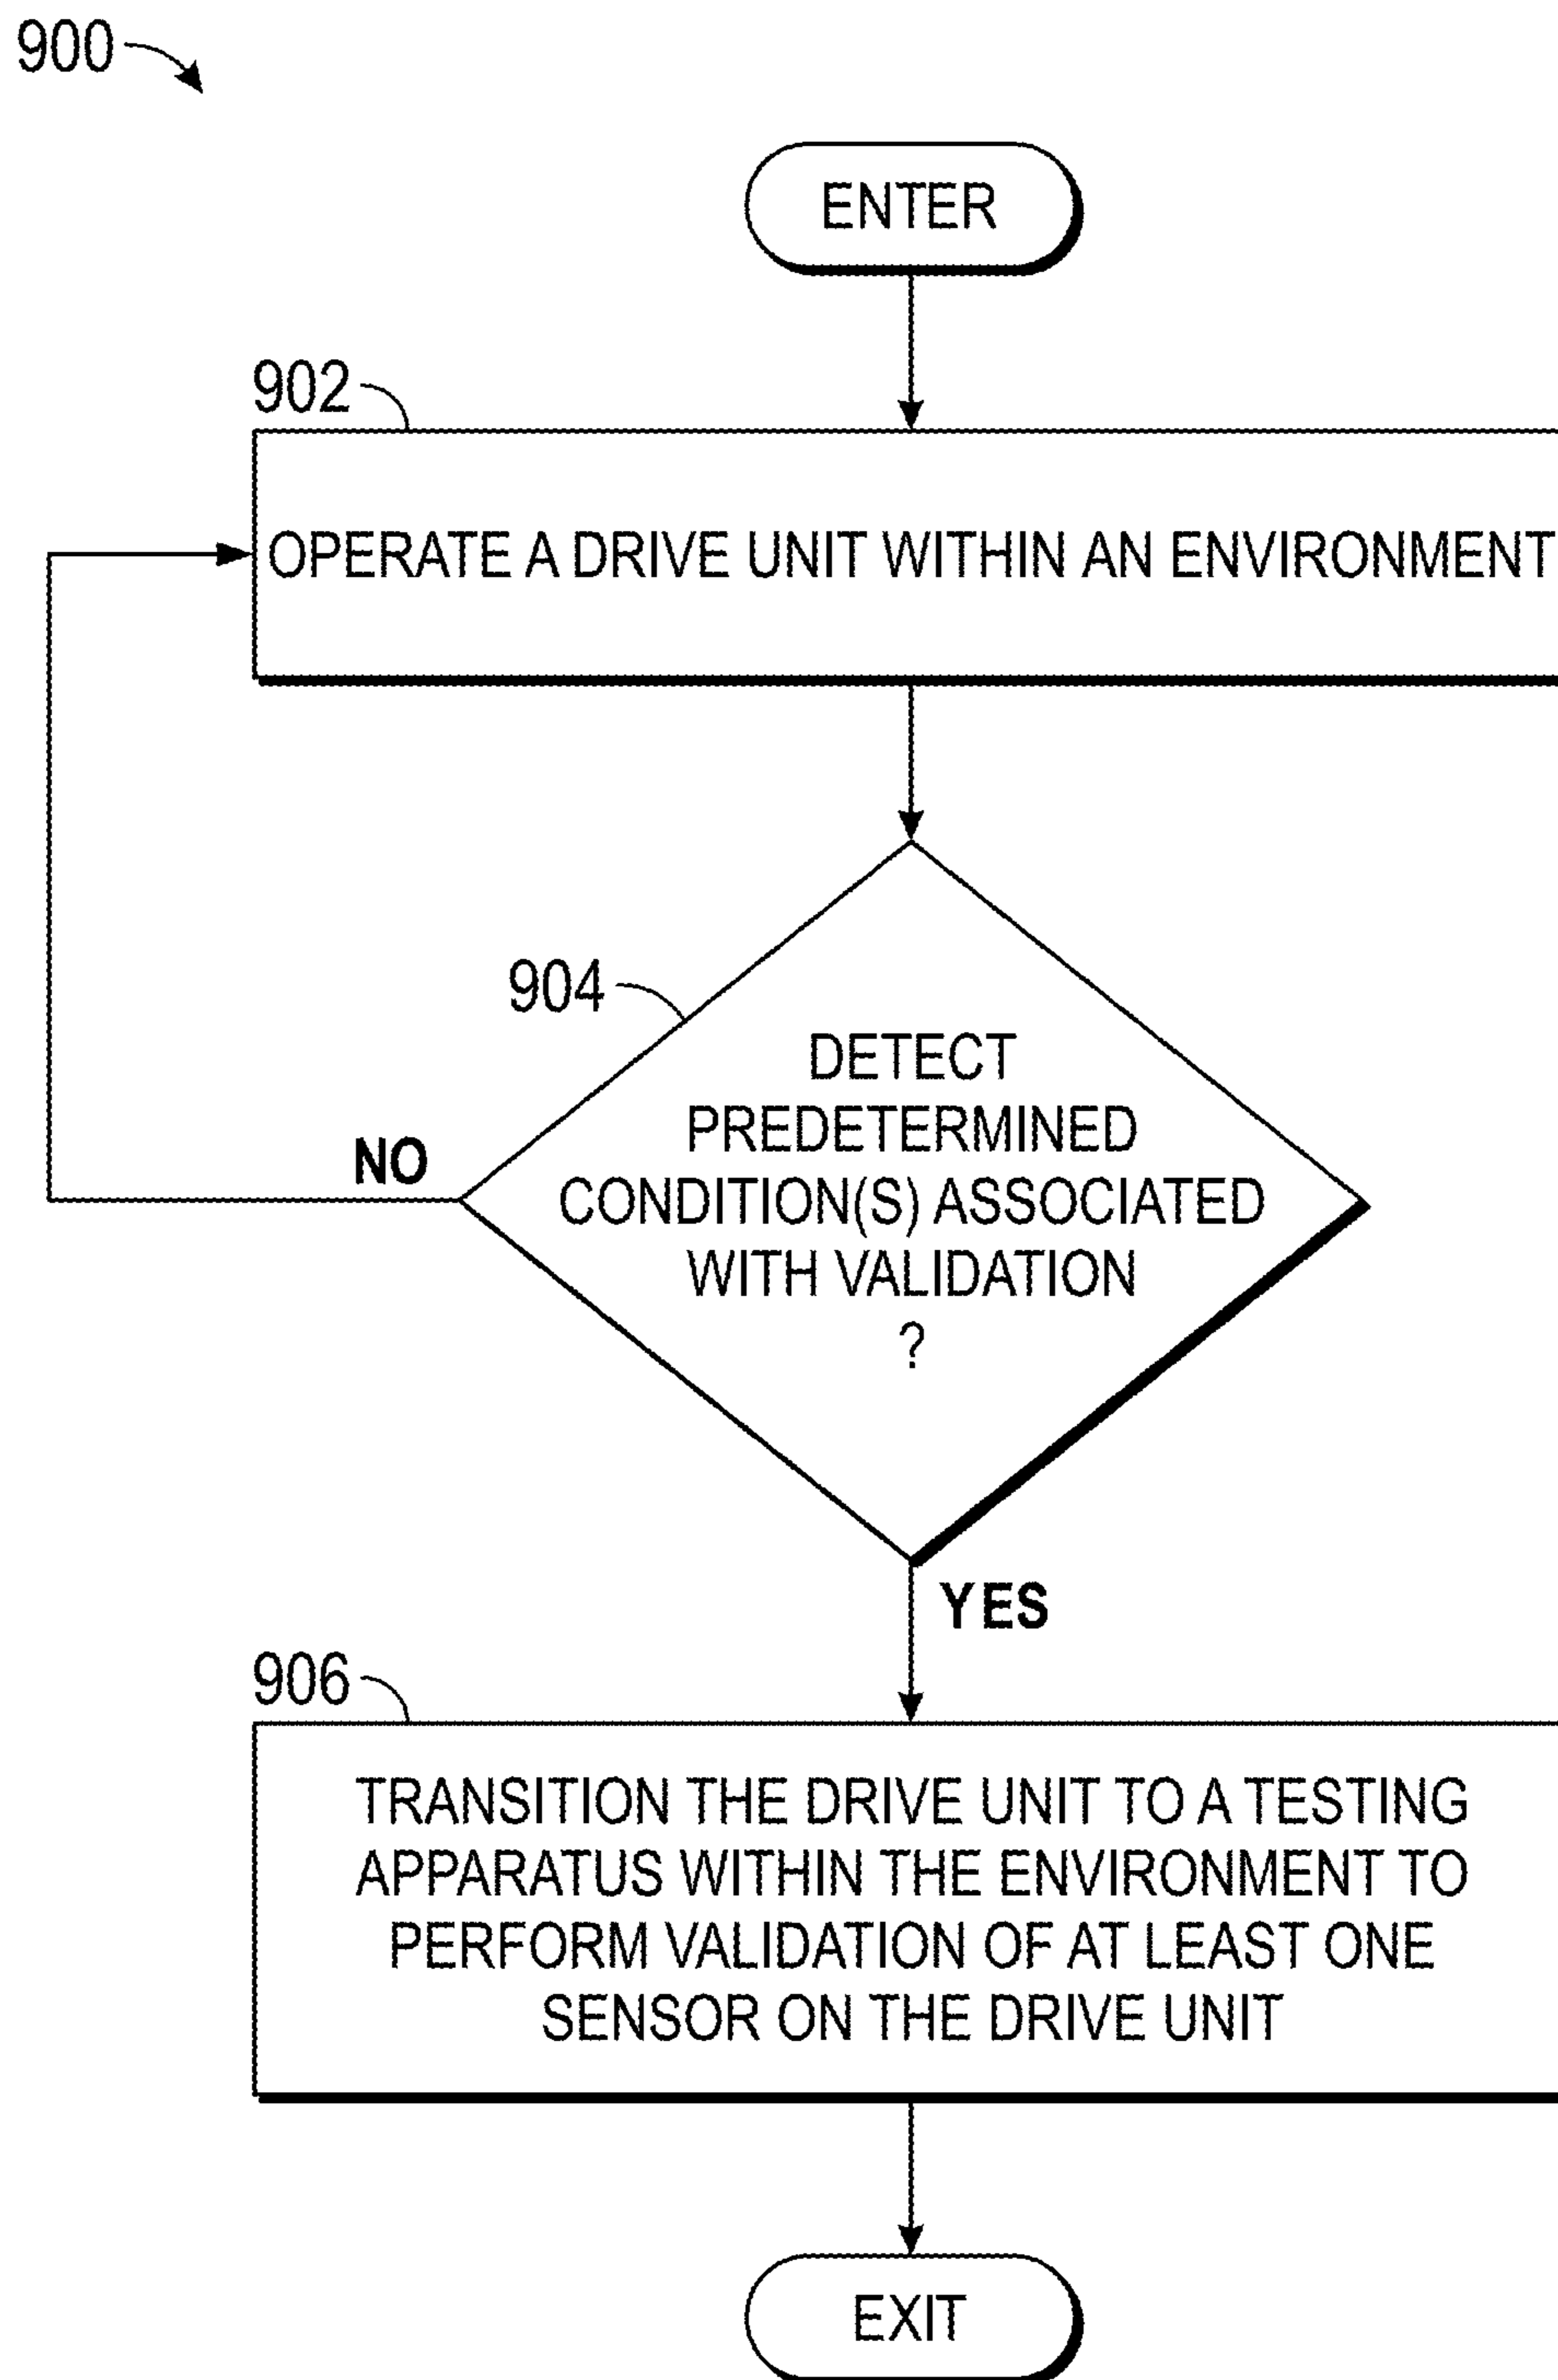 900
ENTER
902
OPERATE A DRIVE UNIT WITHIN AN ENVIRONMENT
904
DETECT
PREDETERMINED
CONDITION(S) ASSOCIATED
WITH VALIDATION
?
NO
YES
906
TRANSITION THE DRIVE UNIT TO A TESTING
APPARATUS WITHIN THE ENVIRONMENT TO
PERFORM VALIDATION OF AT LEAST ONE
SENSOR ON THE DRIVE UNIT
EXIT